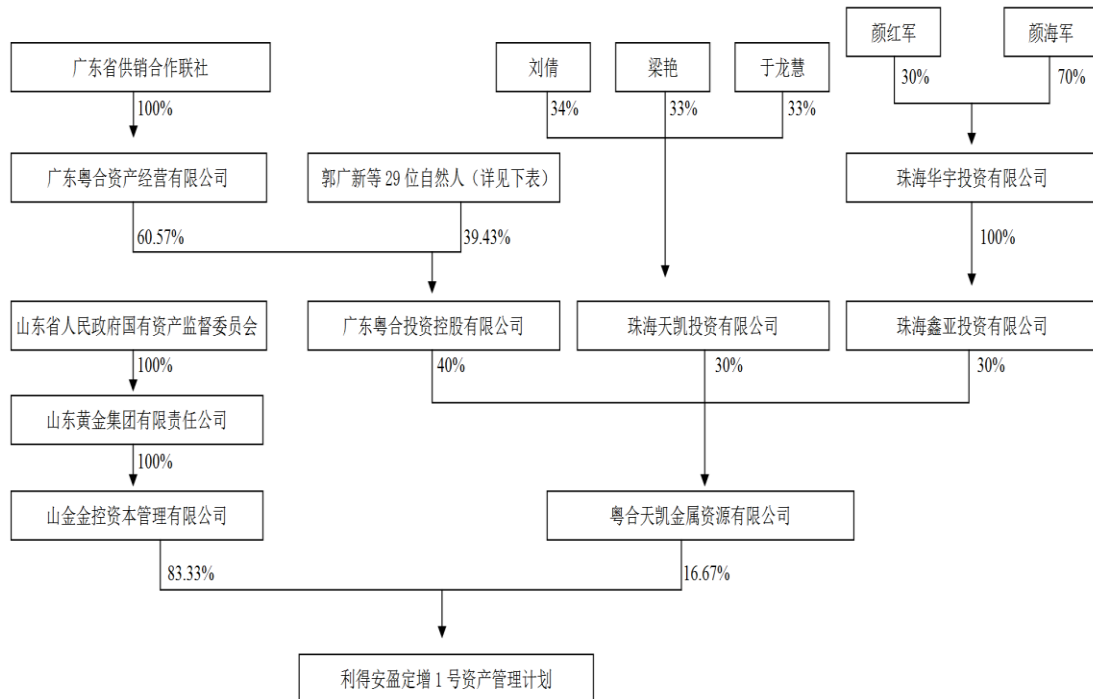 颜红军
颜海军
广东省供销合作联社
刘倩
梁艳
于龙慧
30%
70%
100%
34%
33%
33%
广东粤合资产经营有限公司
郭广新等 29 位自然人（详见下表）
珠海华宇投资有限公司
60.57%
39.43%
100%
山东省人民政府国有资产监督委员会
广东粤合投资控股有限公司
珠海天凯投资有限公司
珠海鑫亚投资有限公司
100%
40%
30%
30%
山东黄金集团有限责任公司
100%
山金金控资本管理有限公司
粤合天凯金属资源有限公司
83.33%
16.67%
利得安盈定增 1 号资产管理计划